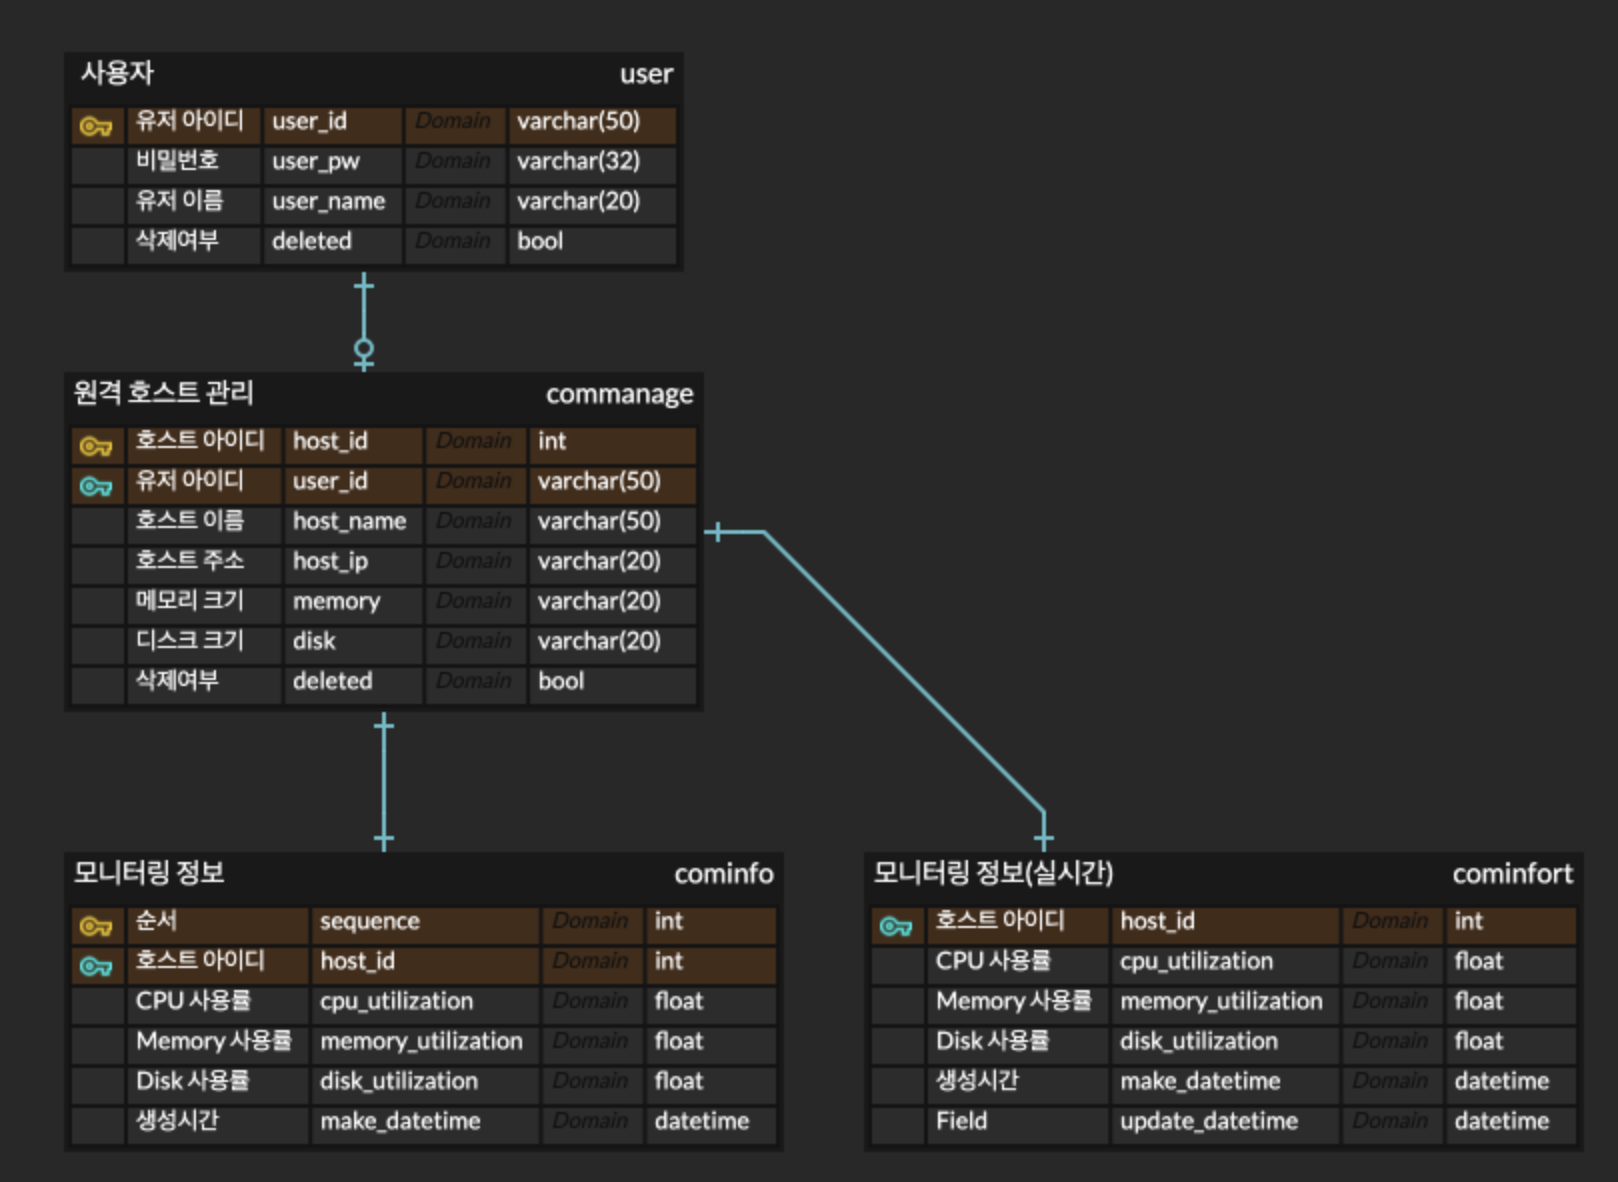 사용자 user
유저 아이디 user_id Domain varchar(50)
비밀번호 user_pw Domain varchar(32)
유저 이름 user_name Domain varchar(20)
삭제여부 deleted Domain bool
원격 호스트 관리 commanage
호스트 아이디 host_id Domain int
유저 아이디 user_id Domain varchar(50)
호스트 이름 host_name Domain varchar(50)
호스트 주소 host_ip Domain varchar(20)
메모리 크기 memory Domain varchar(20)
디스크 크기 disk Domain varchar(20)
삭제여부 deleted Domain bool
모니터링 정보 cominfo
순서 sequence Domain int
호스트 아이디 host_id Domain int
CPU 사용률 cpu_utilization Domain float
Memory 사용률 memory_utilization Domain float
Disk 사용률 disk_utilization Domain float
생성시간 make_datetime Domain datetime
모니터링 정보(실시간) cominfort
호스트 아이디 host_id Domain int
CPU 사용률 cpu_utilization Domain float
Memory 사용률 memory_utilization Domain float
Disk 사용률 disk_utilization Domain float
생성시간 make_datetime Domain datetime
Field update_datetime Domain datetime